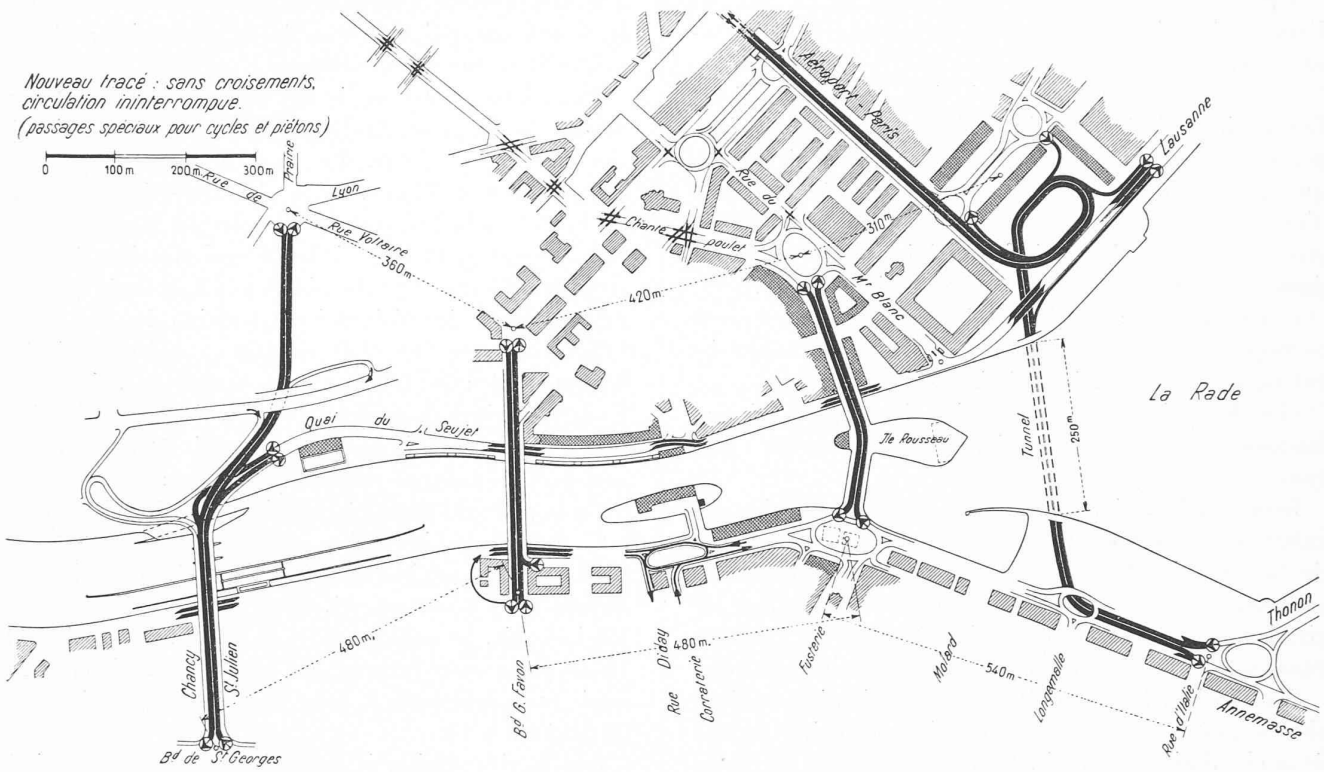 Nouveau tracé : sans croisements,
circulation ininterrompue.
(passages spéciaux pour cycles et piétons)
0 100m 200m 300m
Rue de Lyon
Prairie
Rue Voltaire
360m
420m
310m
Chante poulet
Rue du Mt Blanc
Aéroport - Paris
Lausanne
La Rade
Tunnel
250m
Ile Rousseau
Quai du Seujet
480m.
480m.
540m
Chancy
St Julien
Bd de St Georges
Bd G. Favon
Rue Diday
Corraterie
Fusterie
Molard
Longemalle
Rue d'Italie
Thonon
Annemasse